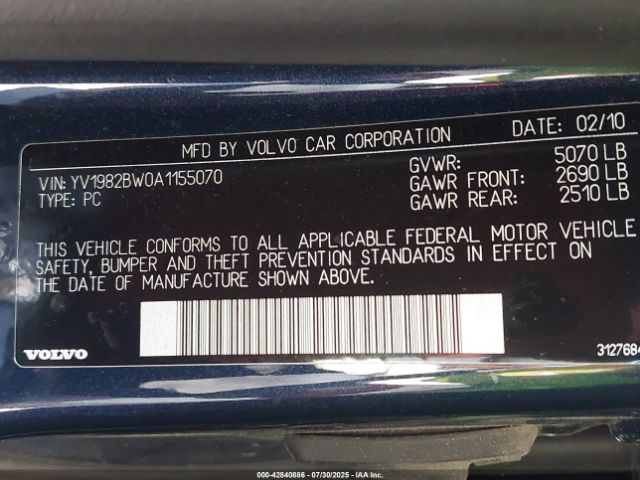 MFD BY VOLVO CAR CORPORATION DATE: 02/10
VIN: YV1982BW0A1155070 GVWR: 5070 LB
TYPE: PC GAWR FRONT: 2690 LB
GAWR REAR: 2510 LB
THIS VEHICLE CONFORMS TO ALL APPLICABLE FEDERAL MOTOR VEHICLE
SAFETY, BUMPER AND THEFT PREVENTION STANDARDS IN EFFECT ON
THE DATE OF MANUFACTURE SHOWN ABOVE.
VOLVO
312768
000-42840886 - 07/30/2025 - IAA Inc.